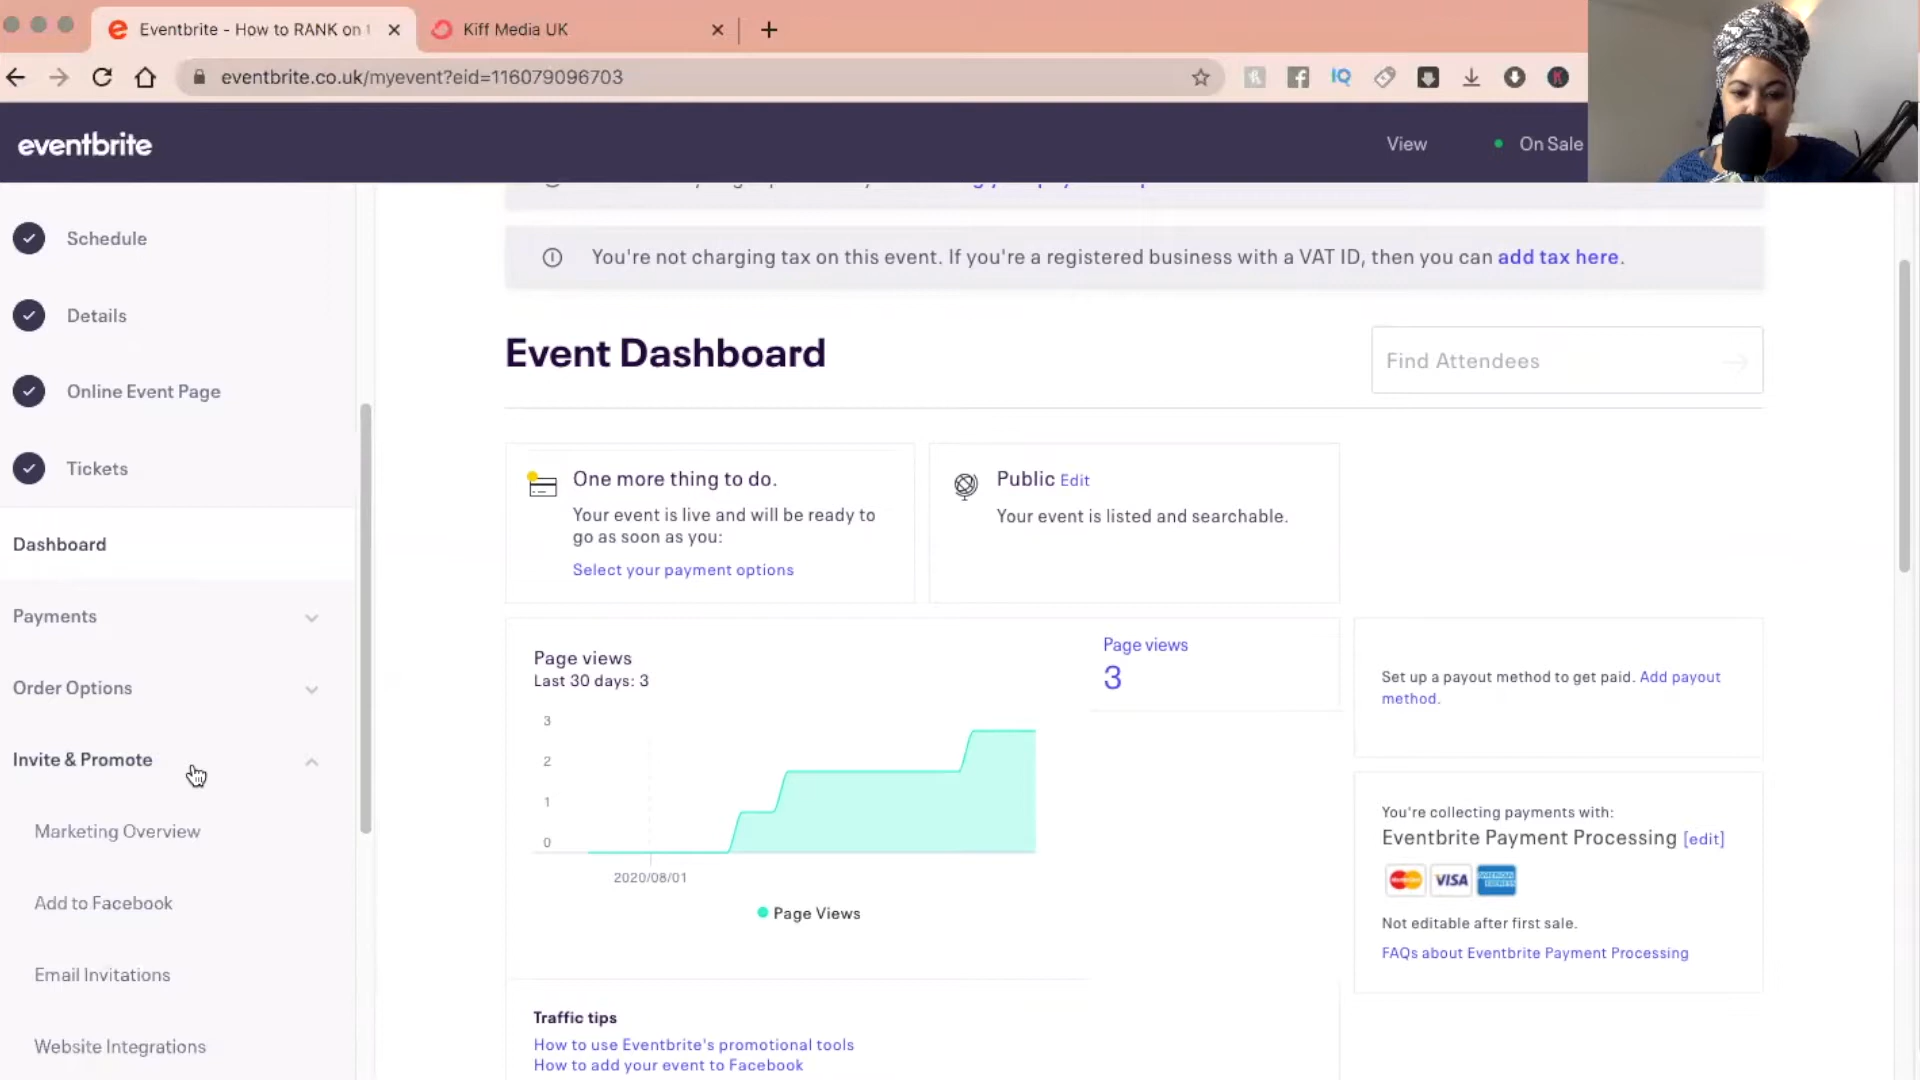 Eventbrite - How to RANK on
Kiff Media UK
eventbrite.co.uk/myevent?eid=116079096703
eventbrite
View
On Sale
Schedule
You're not charging tax on this event. If you're a registered business with a VAT ID, then you can add tax here.
Details
Event Dashboard
Find Attendees
Online Event Page
Tickets
One more thing to do.
Your event is live and will be ready to
go as soon as you:
Select your payment options
Public Edit
Your event is listed and searchable.
Dashboard
Payments
Order Options
Invite & Promote
Marketing Overview
Add to Facebook
Email Invitations
Website Integrations
Page views
Last 30 days: 3
3
2
1
0
2020/08/01
Page Views
Page views
3
Set up a payout method to get paid. Add payout
method.
You're collecting payments with:
Eventbrite Payment Processing [edit]
VISA
AMERICAN
EXPRESS
Not editable after first sale.
FAQs about Eventbrite Payment Processing
Traffic tips
How to use Eventbrite's promotional tools
How to add your event to Facebook